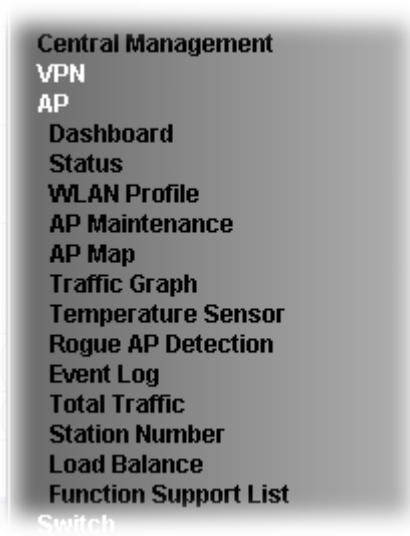 Central Management
VPN
AP
Dashboard
Status
WLAN Profile
AP Maintenance
AP Map
Traffic Graph
Temperature Sensor
Rogue AP Detection
Event Log
Total Traffic
Station Number
Load Balance
Function Support List
Switch